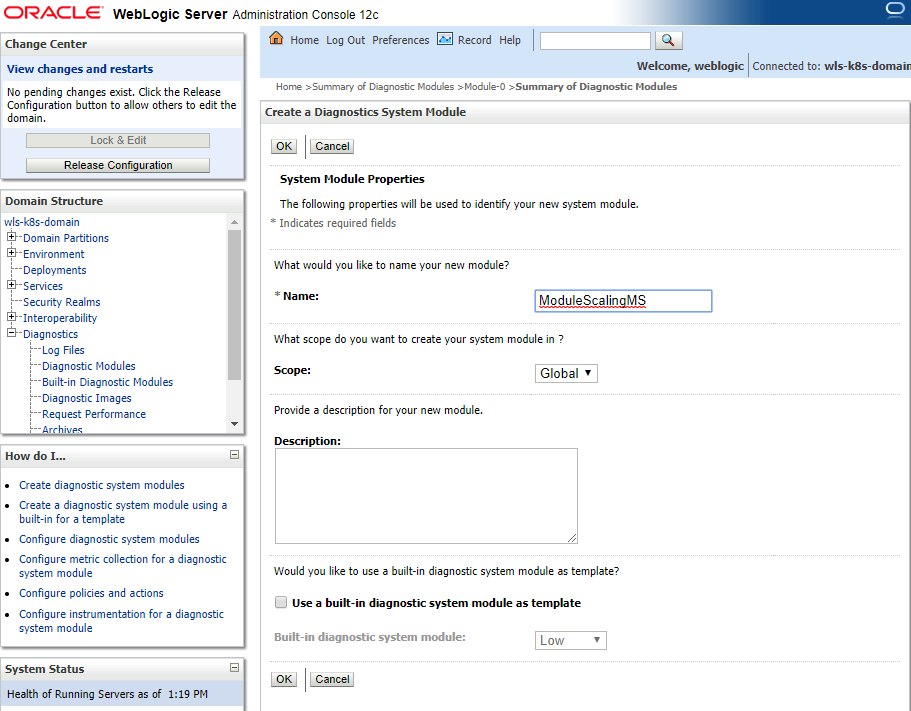 ORACLE® WebLogic Server Administration Console 12c
Change Center
View changes and restarts
No pending changes exist. Click the Release
Configuration button to allow others to edit the
domain.
Lock & Edit
Release Configuration
Domain Structure
wls-k8s-domain
Domain Partitions
Environment
Deployments
Services
Security Realms
Interoperability
Diagnostics
Log Files
Diagnostic Modules
Built-in Diagnostic Modules
Diagnostic Images
Request Performance
Archives
How do I...
Create diagnostic system modules
Create a diagnostic system module using a
built-in for a template
Configure diagnostic system modules
Configure metric collection for a diagnostic
system module
Configure policies and actions
Configure instrumentation for a diagnostic
system module
System Status
Health of Running Servers as of 1:19 PM
Home Log Out Preferences Record Help
Welcome, weblogic Connected to: wls-k8s-domain
Home >Summary of Diagnostic Modules >Module-0 >Summary of Diagnostic Modules
Create a Diagnostics System Module
OK Cancel
System Module Properties
The following properties will be used to identify your new system module.
* Indicates required fields
What would you like to name your new module?
* Name: ModuleScalingMS
What scope do you want to create your system module in ?
Scope: Global
Provide a description for your new module.
Description:
Would you like to use a built-in diagnostic system module as template?
Use a built-in diagnostic system module as template
Built-in diagnostic system module: Low
OK Cancel